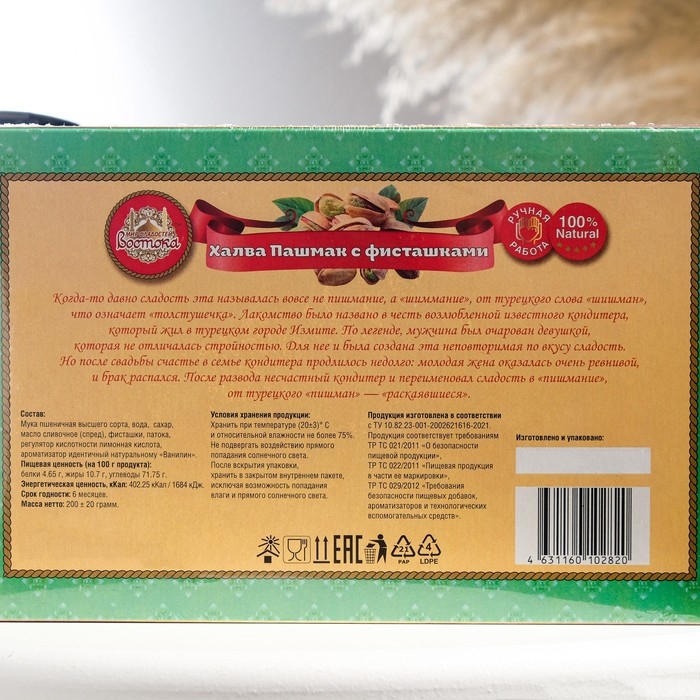 МИР СЛАДОСТЕЙ
Востока
Халва Пашмак с фисташками
РУЧНАЯ
РАБОТА
100%
Natural
Когда-то давно сладость эта называлась вовсе не пишмание, а «шиммание», от турецкого слова «шишман»,
что означает «толстушечка». Лакомство было названо в честь возлюбленной известного кондитера,
который жил в турецком городе Измите. По легенде, мужчина был очарован девушкой,
которая не отличалась стройностью. Для нее и была создана эта неповторимая по вкусу сладость.
Но после свадьбы счастье в семье кондитера продлилось недолго: молодая жена оказалась очень ревнивой,
и брак распался. После развода несчастный кондитер и переименовал сладость в «пишмание»,
от турецкого «пишман» — «раскаявшиеся».
Состав:
Мука пшеничная высшего сорта, вода, сахар,
масло сливочное (спред), фисташки, патока,
регулятор кислотности лимонная кислота,
ароматизатор идентичный натуральному «Ванилин».
Пищевая ценность (на 100 г продукта):
белки 4.65 г, жиры 10.7 г, углеводы 71.75 г.
Энергетическая ценность, кКал: 402.25 кКал / 1684 кДж.
Срок годности: 6 месяцев.
Масса нетто: 200 ± 20 грамм.
Условия хранения продукции:
Хранить при температуре (20±3)° С
и относительной влажности не более 75%.
Не подвергать воздействию прямого
попадания солнечного света.
После вскрытия упаковки,
хранить в закрытом внутреннем пакете,
исключая возможность попадания
влаги и прямого солнечного света.
Продукция изготовлена в соответствии
с ТУ 10.82.23-001-2002621616-2021.
Продукция соответствует требованиям
ТР ТС 021/2011 «О безопасности
пищевой продукции»,
ТР ТС 022/2011 «Пищевая продукция
в части ее маркировки»,
ТР ТС 029/2012 «Требования
безопасности пищевых добавок,
ароматизаторов и технологических
вспомогательных средств».
Изготовлено и упаковано:
EAC
21
PAP
4
LDPE
4 631160 102820